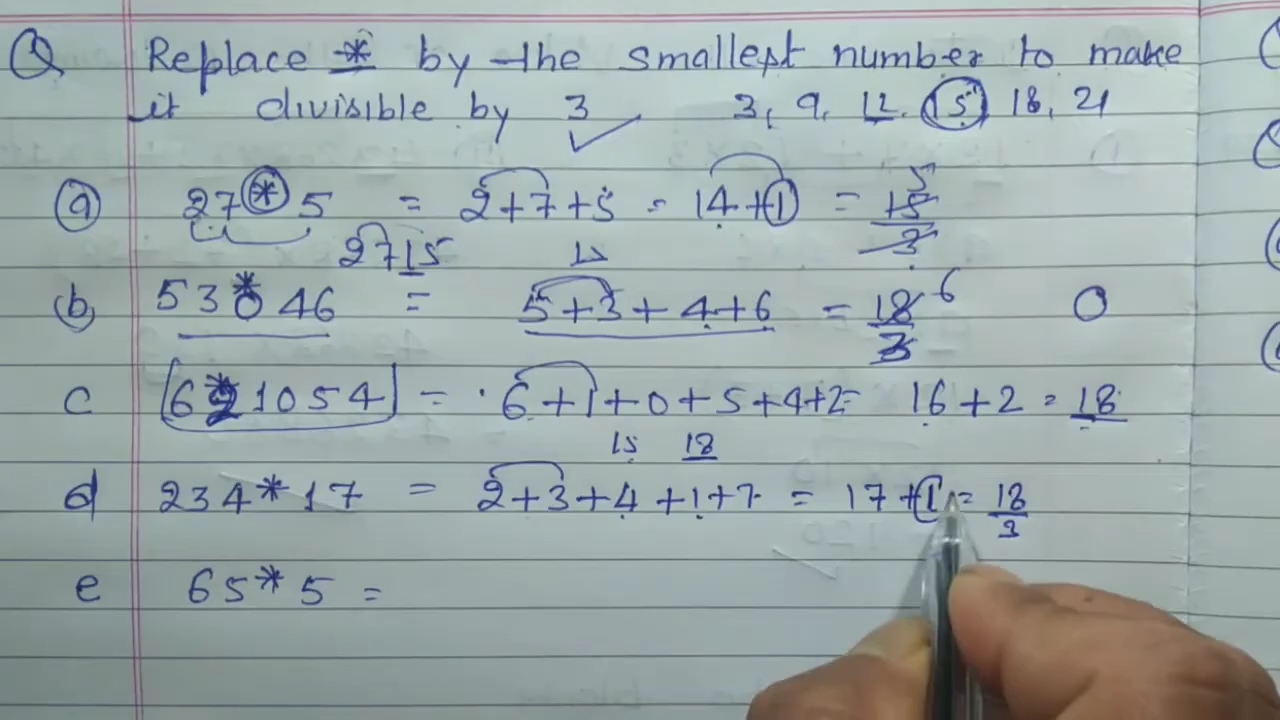 Q Replace * by the smallest number to make
it divisible by 3 ✓ 3, 9, 12, 15, 18, 21
a 27*5 = 2+7+5 = 14+1 = 15/3 5
2715 15
b 53*046 = 5+3+4+6 = 18/3 6 0
c 6*21054 = 6+1+0+5+4+2= 16+2 = 18
15 18
d 234*17 = 2+3+4+1+7 = 17+1 = 18/3
e 65*5 =